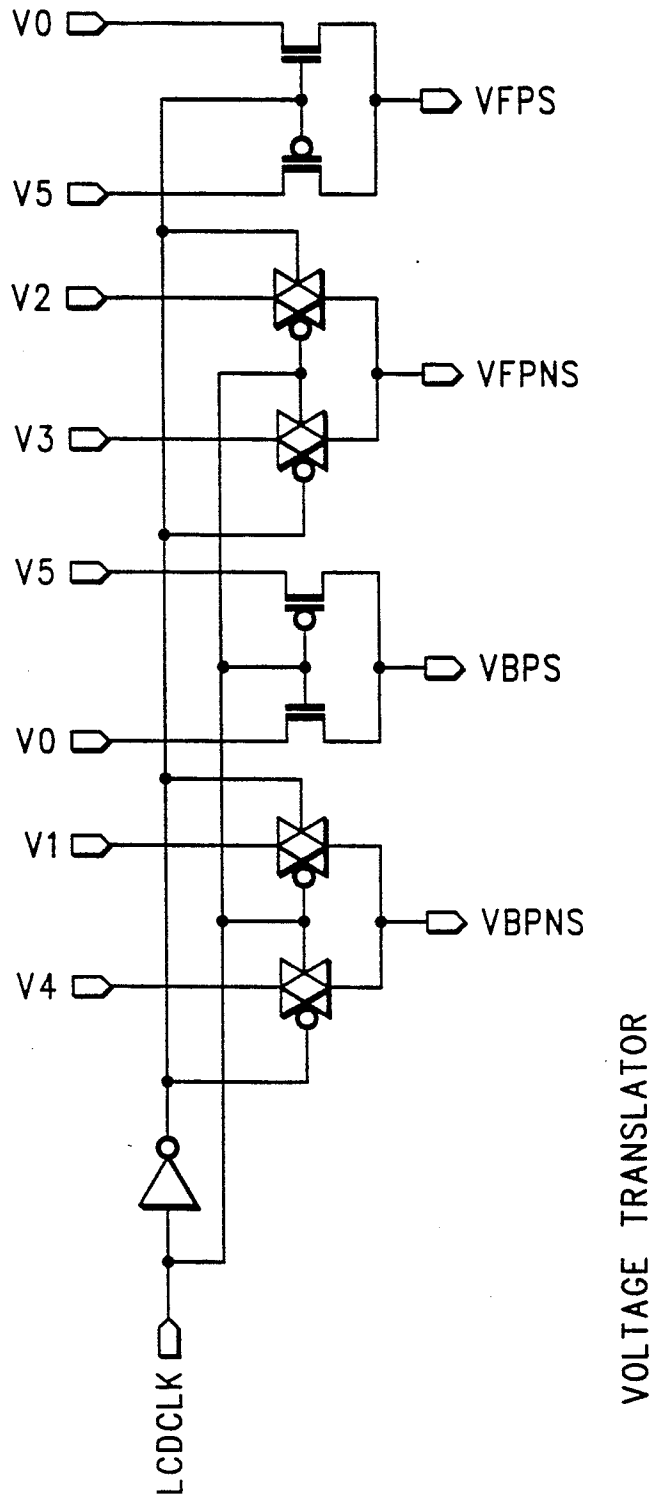 V0
VFPS
V5
V2
VFPNS
V3
V5
VBPS
V0
V1
VBPNS
V4
LCDCLK
VOLTAGE TRANSLATOR